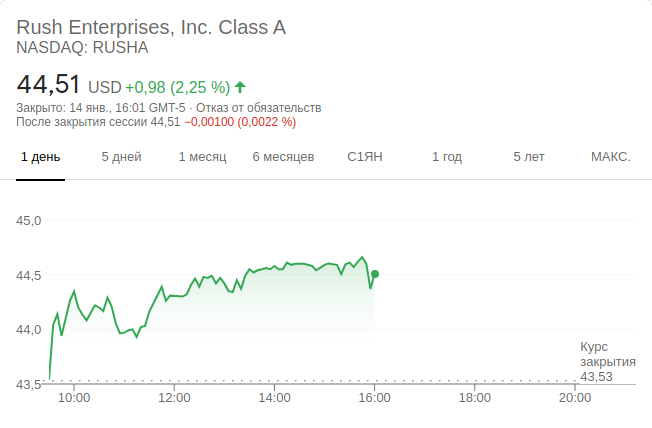 Rush Enterprises, Inc. Class A
NASDAQ: RUSHA
44,51 USD +0,98 (2,25 %)
Закрыто: 14 янв., 16:01 GMT-5 · Отказ от обязательств
После закрытия сессии 44,51 −0,00100 (0,0022 %)
1 день 5 дней 1 месяц 6 месяцев С1ЯН 1 год 5 лет МАКС.
45,0
44,5
44,0
Курс
закрытия
43,53
43,5
10:00 12:00 14:00 16:00 18:00 20:00